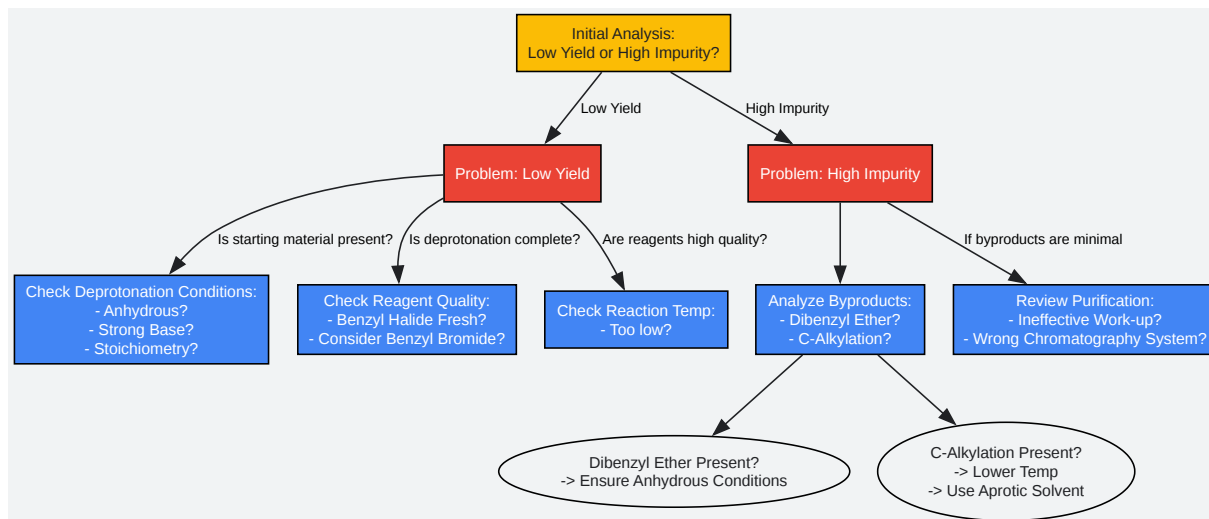 Initial Analysis:
Low Yield or High Impurity?
Low Yield
High Impurity
Problem: Low Yield
Problem: High Impurity
Is starting material present?
Is deprotonation complete?
Are reagents high quality?
If byproducts are minimal
Check Deprotonation Conditions:
- Anhydrous?
- Strong Base?
- Stoichiometry?
Check Reagent Quality:
- Benzyl Halide Fresh?
- Consider Benzyl Bromide?
Check Reaction Temp:
- Too low?
Analyze Byproducts:
- Dibenzyl Ether?
- C-Alkylation?
Review Purification:
- Ineffective Work-up?
- Wrong Chromatography System?
Dibenzyl Ether Present?
-> Ensure Anhydrous Conditions
C-Alkylation Present?
-> Lower Temp
-> Use Aprotic Solvent